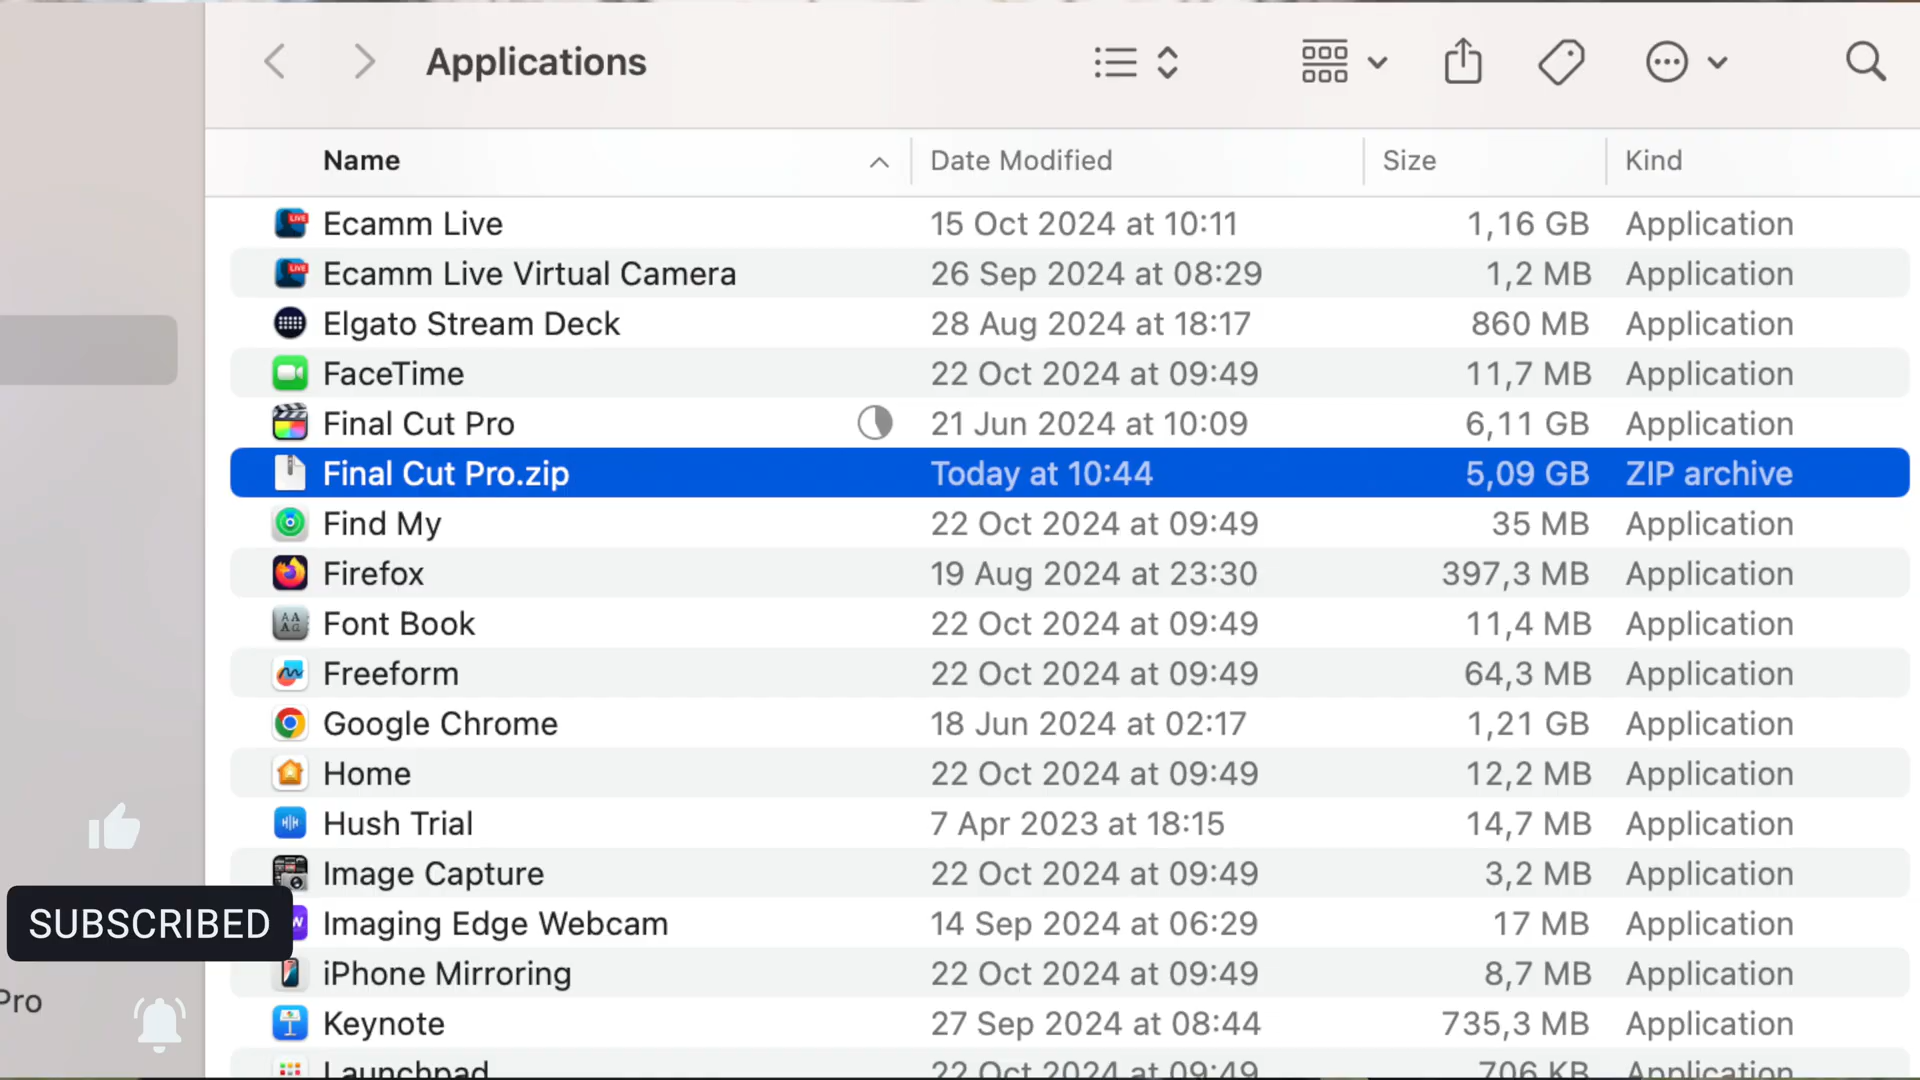 Applications
Name Date Modified Size Kind
Ecamm Live 15 Oct 2024 at 10:11 1,16 GB Application
Ecamm Live Virtual Camera 26 Sep 2024 at 08:29 1,2 MB Application
Elgato Stream Deck 28 Aug 2024 at 18:17 860 MB Application
FaceTime 22 Oct 2024 at 09:49 11,7 MB Application
Final Cut Pro 21 Jun 2024 at 10:09 6,11 GB Application
Final Cut Pro.zip Today at 10:44 5,09 GB ZIP archive
Find My 22 Oct 2024 at 09:49 35 MB Application
Firefox 19 Aug 2024 at 23:30 397,3 MB Application
Font Book 22 Oct 2024 at 09:49 11,4 MB Application
Freeform 22 Oct 2024 at 09:49 64,3 MB Application
Google Chrome 18 Jun 2024 at 02:17 1,21 GB Application
Home 22 Oct 2024 at 09:49 12,2 MB Application
Hush Trial 7 Apr 2023 at 18:15 14,7 MB Application
Image Capture 22 Oct 2024 at 09:49 3,2 MB Application
SUBSCRIBED Imaging Edge Webcam 14 Sep 2024 at 06:29 17 MB Application
iPhone Mirroring 22 Oct 2024 at 09:49 8,7 MB Application
Pro
Keynote 27 Sep 2024 at 08:44 735,3 MB Application
Launchpad 22 Oct 2024 at 09:49 706 KB Application